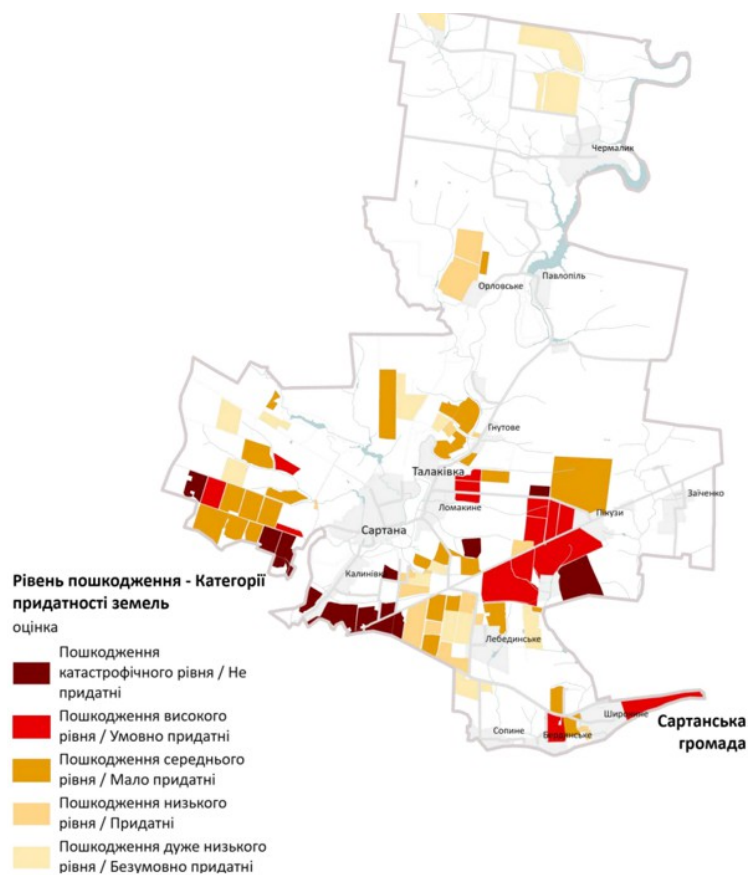 Чермалик
Павлопіль
Орловське
Гнутове
Талаківка
Заїченко
Ломакине
Пікузи
Сартана
Калинівка
Рівень пошкодження - Категорії
придатності земель
оцінка
Лебединське
Пошкодження
катастрофічного рівня / Не
придатні
Широкине
Сартанська
громада
Пошкодження високого
рівня / Умовно придатні
Сопине
Бердянське
Пошкодження середнього
рівня / Мало придатні
Пошкодження низького
рівня / Придатні
Пошкодження дуже низького
рівня / Безумовно придатні